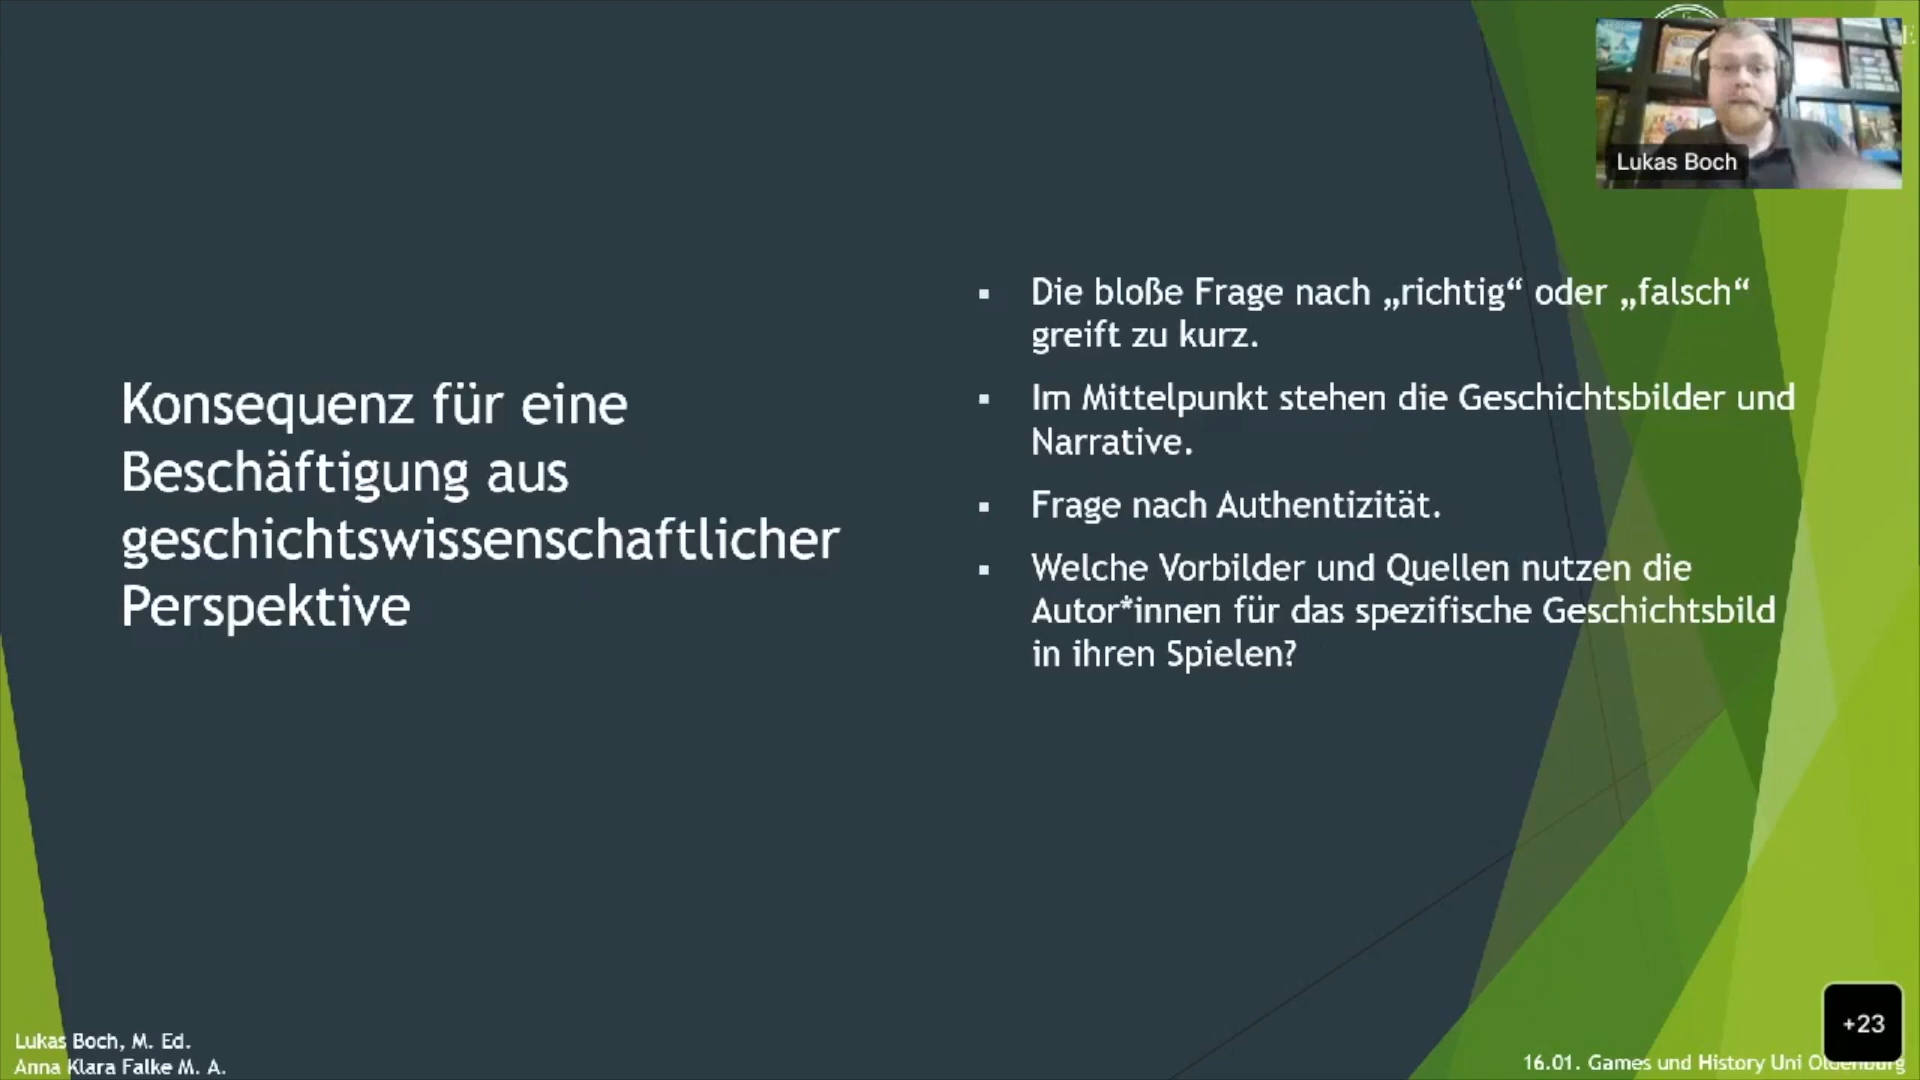 Lukas Boch
Konsequenz für eine
Beschäftigung aus
geschichtswissenschaftlicher
Perspektive
▪ Die bloße Frage nach „richtig“ oder „falsch“
greift zu kurz.
▪ Im Mittelpunkt stehen die Geschichtsbilder und
Narrative.
▪ Frage nach Authentizität.
▪ Welche Vorbilder und Quellen nutzen die
Autor*innen für das spezifische Geschichtsbild
in ihren Spielen?
+23
Lukas Boch, M. Ed.
Anna Klara Falke M. A.
16.01. Games und History Uni Oldenburg